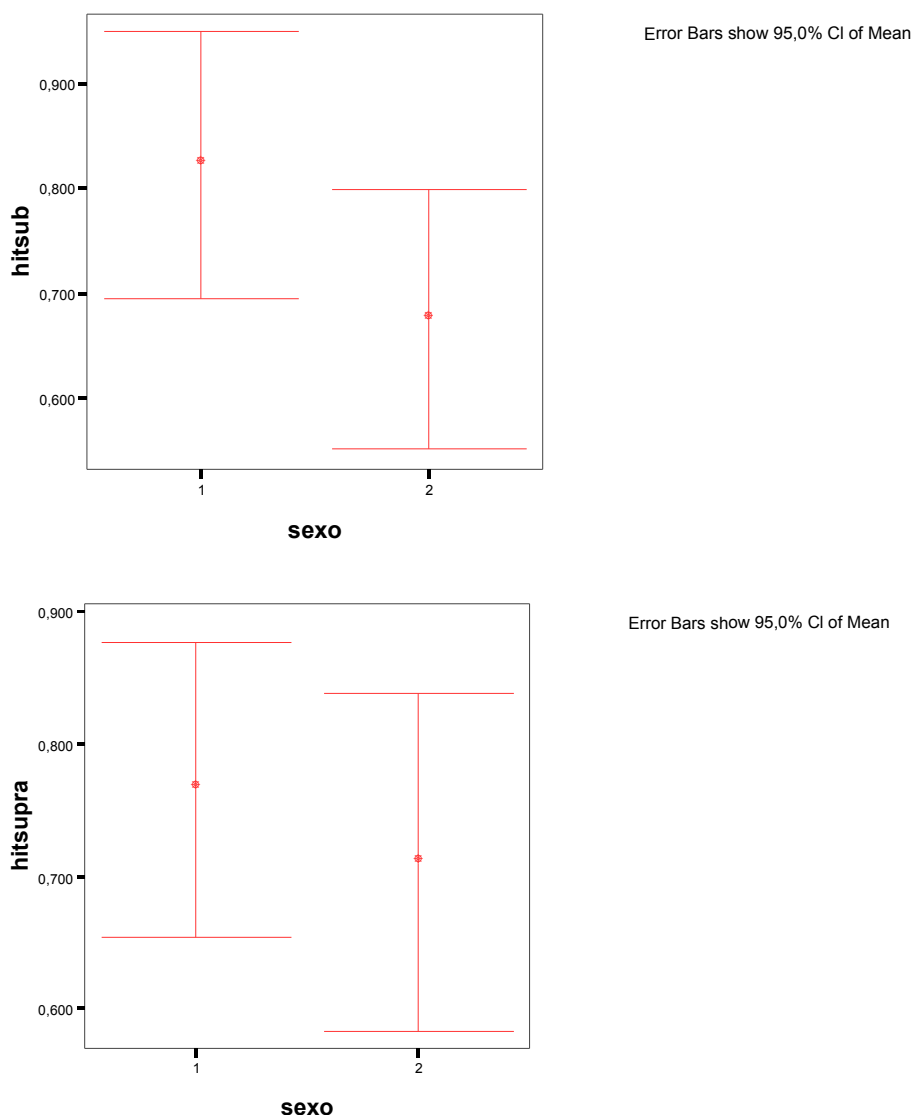 Error Bars show 95,0% CI of Mean
0,900
0,800
0,700
0,600
hitsub
1 2
sexo
Error Bars show 95,0% CI of Mean
0,900
0,800
0,700
0,600
hitsupra
1 2
sexo